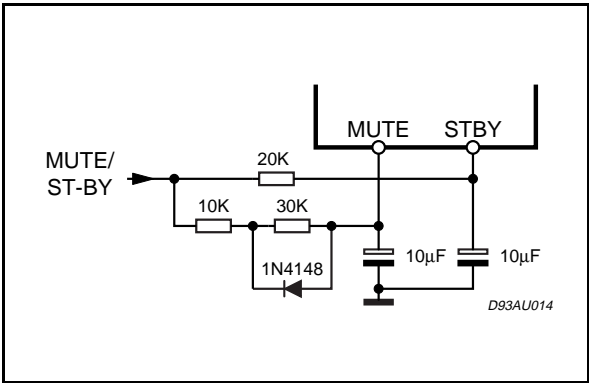 MUTE STBY
MUTE/
ST-BY
20K
10K 30K
1N4148
10μF 10μF
D93AU014